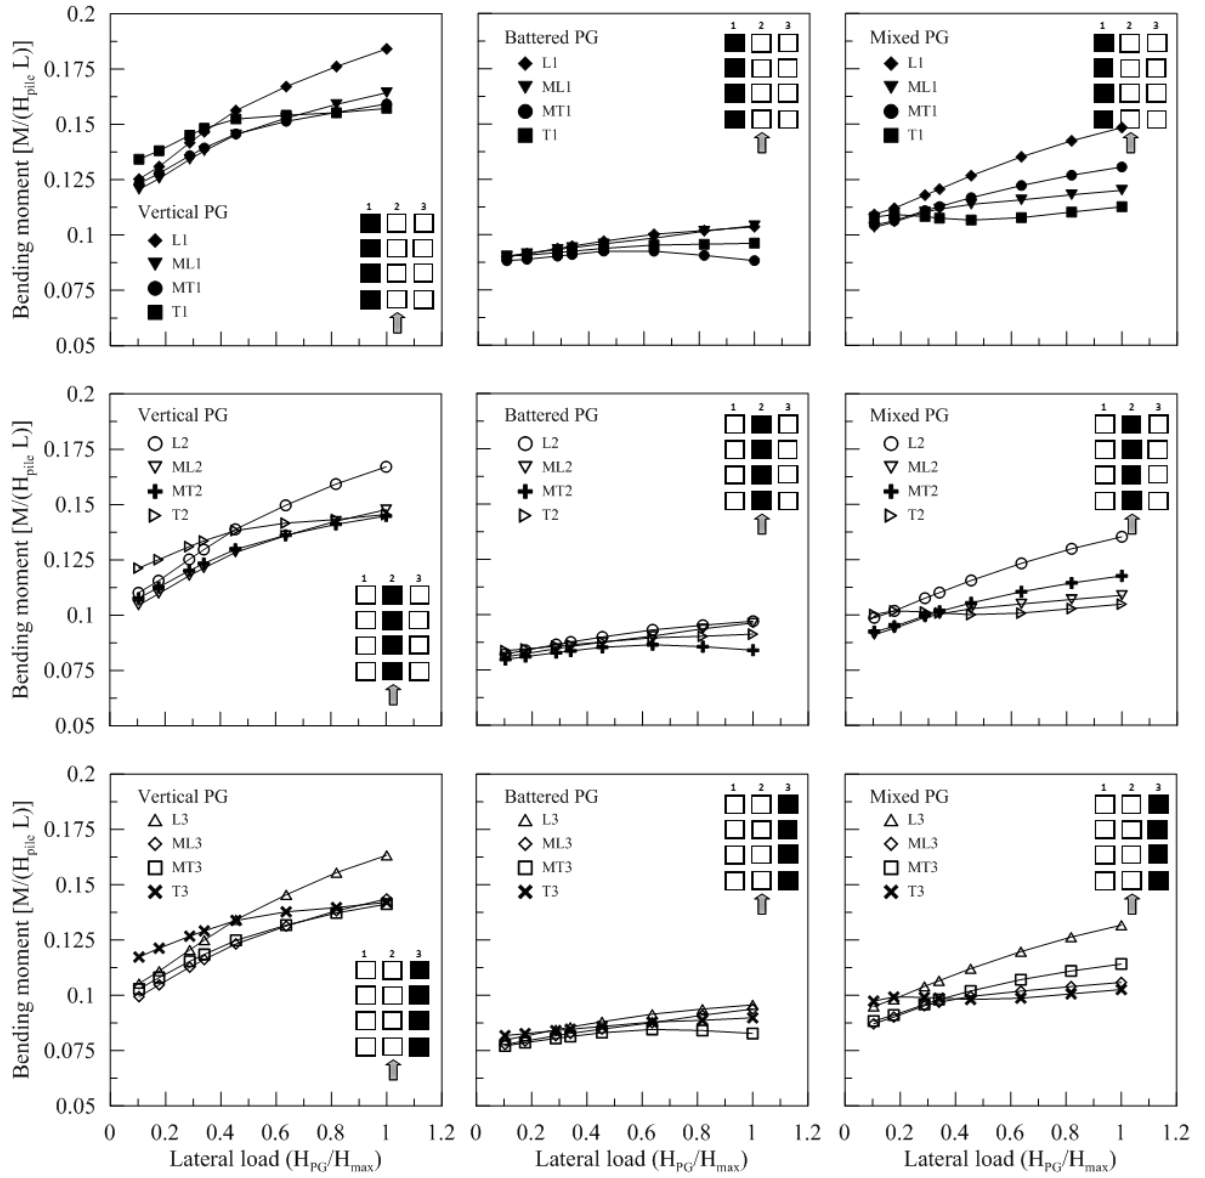 Bending moment [M/(H_pile L)]
0.2
0.175
0.15
0.125
0.1
0.075
0.05
Vertical PG
L1
ML1
MT1
T1
1 2 3
Battered PG
L1
ML1
MT1
T1
1 2 3
Mixed PG
L1
ML1
MT1
T1
1 2 3
Bending moment [M/(H_pile L)]
0.2
0.175
0.15
0.125
0.1
0.075
0.05
Vertical PG
L2
ML2
MT2
T2
1 2 3
Battered PG
L2
ML2
MT2
T2
1 2 3
Mixed PG
L2
ML2
MT2
T2
1 2 3
Bending moment [M/(H_pile L)]
0.2
0.175
0.15
0.125
0.1
0.075
0.05
Vertical PG
L3
ML3
MT3
T3
1 2 3
Battered PG
L3
ML3
MT3
T3
1 2 3
Mixed PG
L3
ML3
MT3
T3
1 2 3
0 0.2 0.4 0.6 0.8 1 1.2
0 0.2 0.4 0.6 0.8 1 1.2
0 0.2 0.4 0.6 0.8 1 1.2
Lateral load (H_PG/H_max)
Lateral load (H_PG/H_max)
Lateral load (H_PG/H_max)